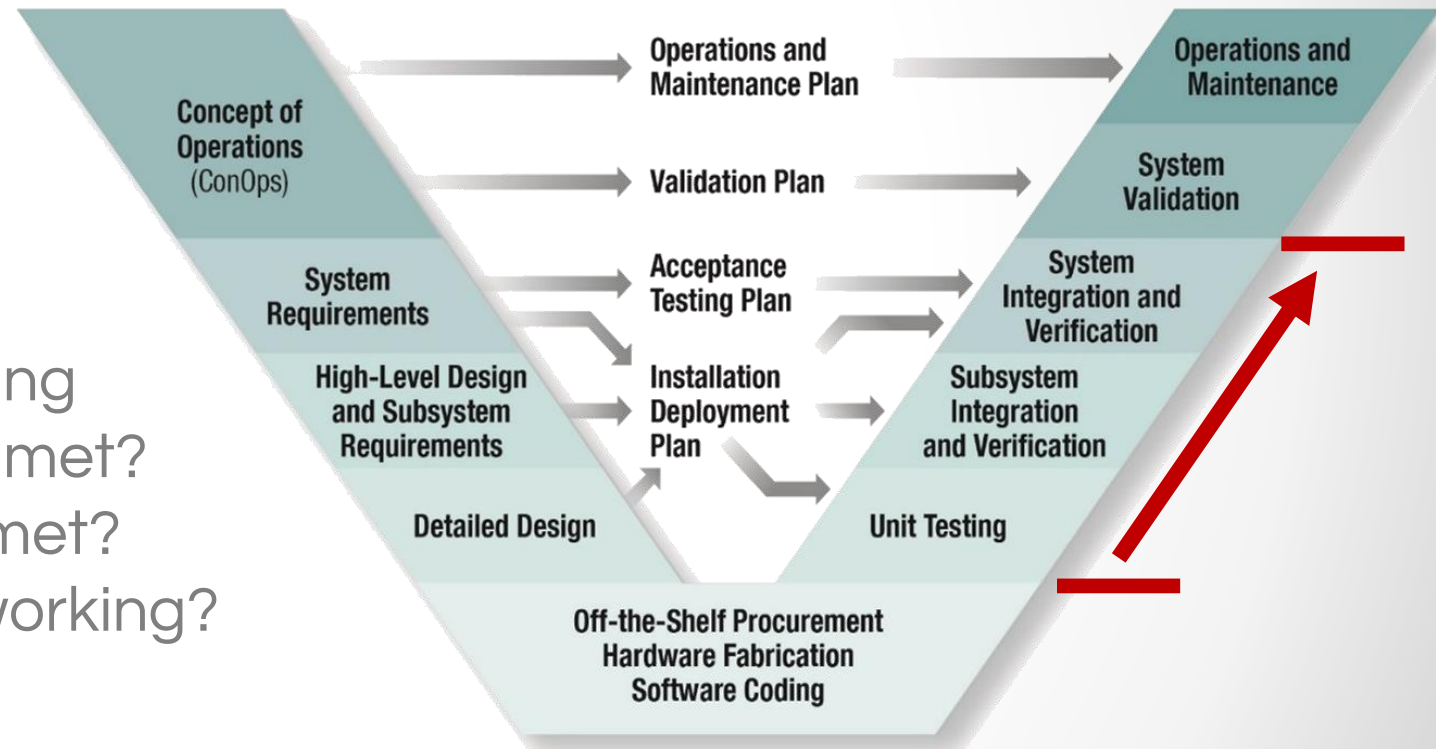 Concept of
Operations
(ConOps)
System
Requirements
High-Level Design
and Subsystem
Requirements
Detailed Design
Operations and
Maintenance Plan
Validation Plan
Acceptance
Testing Plan
Installation
Deployment
Plan
Operations and
Maintenance
System
Validation
System
Integration and
Verification
Subsystem
Integration
and Verification
Unit Testing
Off-the-Shelf Procurement
Hardware Fabrication
Software Coding
ng
met?
met?
working?